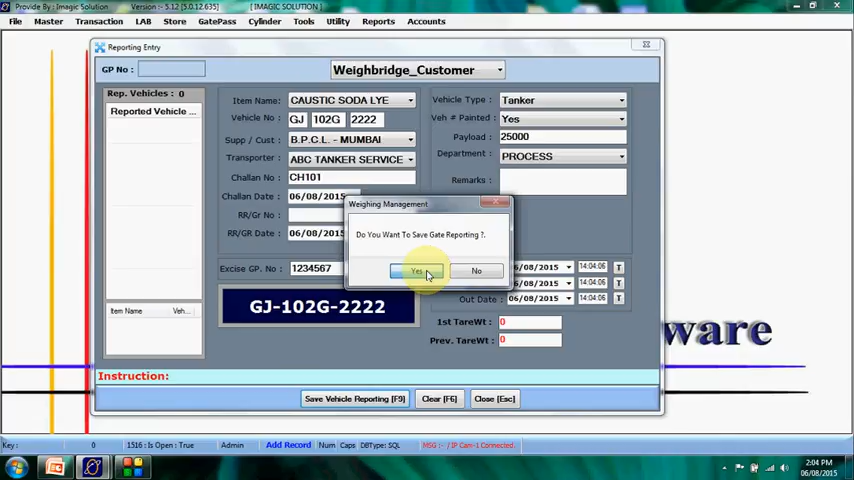 Provide By : Imagic Solution Version :- 5.12 [5.0.12.635] [ IMAGIC SOLUTION ]
File Master Transaction LAB Store GatePass Cylinder Tools Utility Reports Accounts
Reporting Entry
GP No : Weighbridge_Customer
Rep. Vehicles : 0
Reported Vehicle ...
Item Name: CAUSTIC SODA LYE
Vehicle Type : Tanker
Vehicle No : GJ 102G 2222
Veh # Painted : Yes
Supp / Cust : B.P.C.L. - MUMBAI
Payload : 25000
Transporter : ABC TANKER SERVICE
Department : PROCESS
Challan No : CH101
Remarks :
Challan Date : 06/08/2015
RR/Gr No :
RR/GR Date : 06/08/2015
Weighing Management
Do You Want To Save Gate Reporting ?.
Yes No
Excise GP. No : 1234567
06/08/2015 14:04:06 T
06/08/2015 14:04:06 T
Out Date : 06/08/2015 14:04:06 T
GJ-102G-2222
Item Name Veh...
1st TareWt : 0
Prev. TareWt : 0
ware
Instruction:
Save Vehicle Reporting [F9] Clear [F6] Close [Esc]
Key : 0 1516 : Is Open : True Admin Num Caps DBType: SQL MSG :- / IP Cam-1 Connected.
Add Record
2:04 PM
06/08/2015